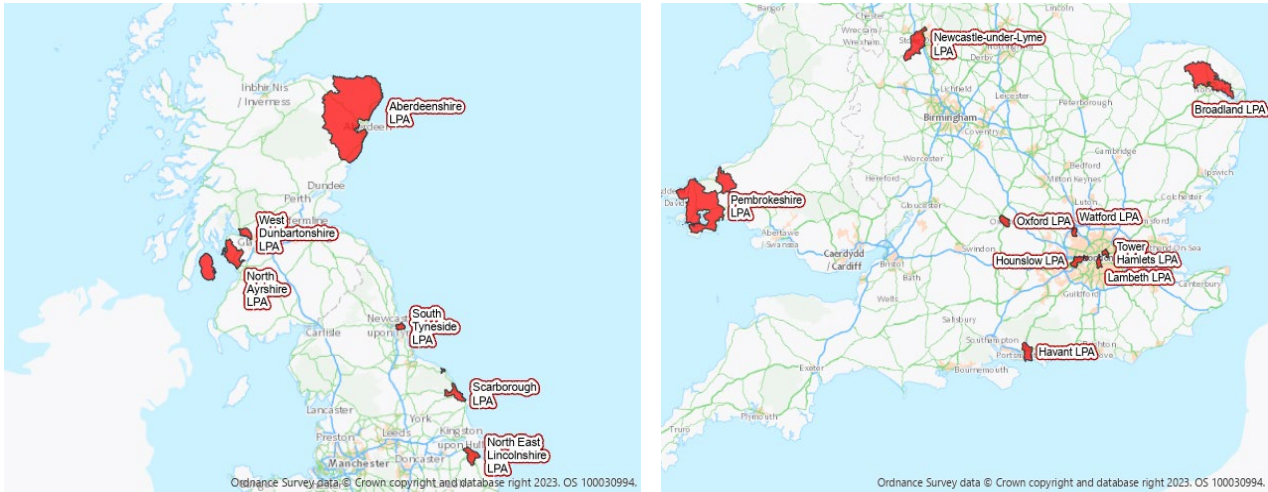 Inbhir Nis
/ Inverness
Aberdeen
Aberdeenshire
LPA
Dundee
Perth
West
Dunbartonshire
LPA
North
Ayrshire
LPA
South
Tyneside
LPA
Carlisle
Scarborough
LPA
Lancaster
York
Preston
Leeds
Kingston
upon Hull
Manchester
Doncaster
North East
Lincolnshire
LPA
Ordnance Survey data © Crown copyright and database right 2023. OS 100030994.
Bangor
Chester
Lincoln
Wrecsam
Wrexham
Newcastle-under-Lyme
LPA
Derby
Lichfield
Leicester
Peterborough
Broadland LPA
Birmingham
Coventry
Worcester
Cambridge
Bedford
Ipswich
Hereford
Milton Keynes
Pembrokeshire
LPA
Gloucester
Luton
Colchester
Oxford LPA
Watford LPA
Abertawe
/ Swansea
Caerdydd
/ Cardiff
Swindon
Bristol
Bath
Hounslow LPA
Tower
Hamlets LPA
Lambeth LPA
Canterbury
Guildford
Wells
Salisbury
Southampton
Havant LPA
Exeter
Bournemouth
Plymouth
Truro
Ordnance Survey data © Crown copyright and database right 2023. OS 100030994.